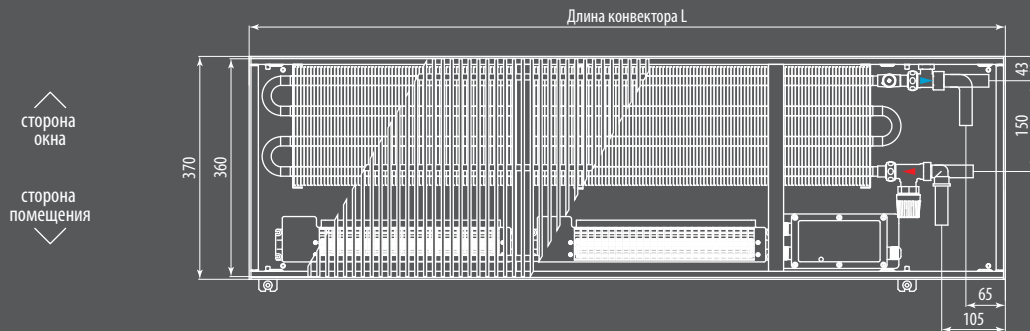 Длина конвектора L
43
150
сторона
окна
370
360
сторона
помещения
65
105